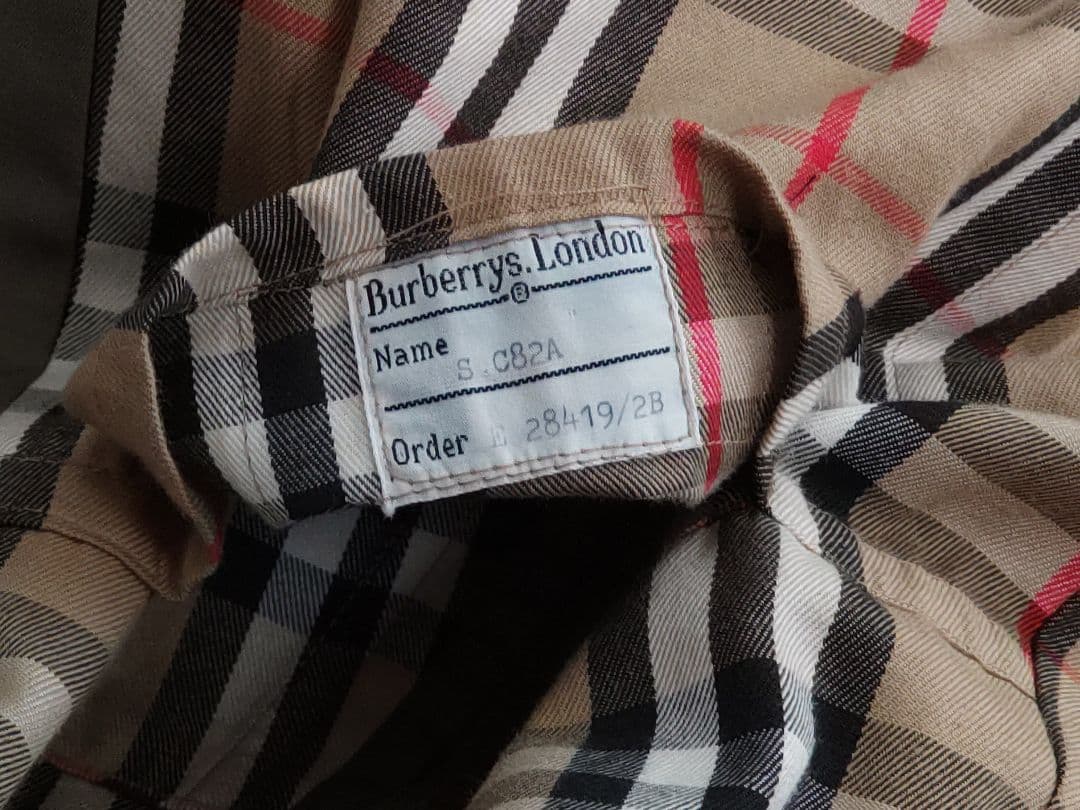 Burberrys. London
®
Name S.C82A
Order E 28419/2B